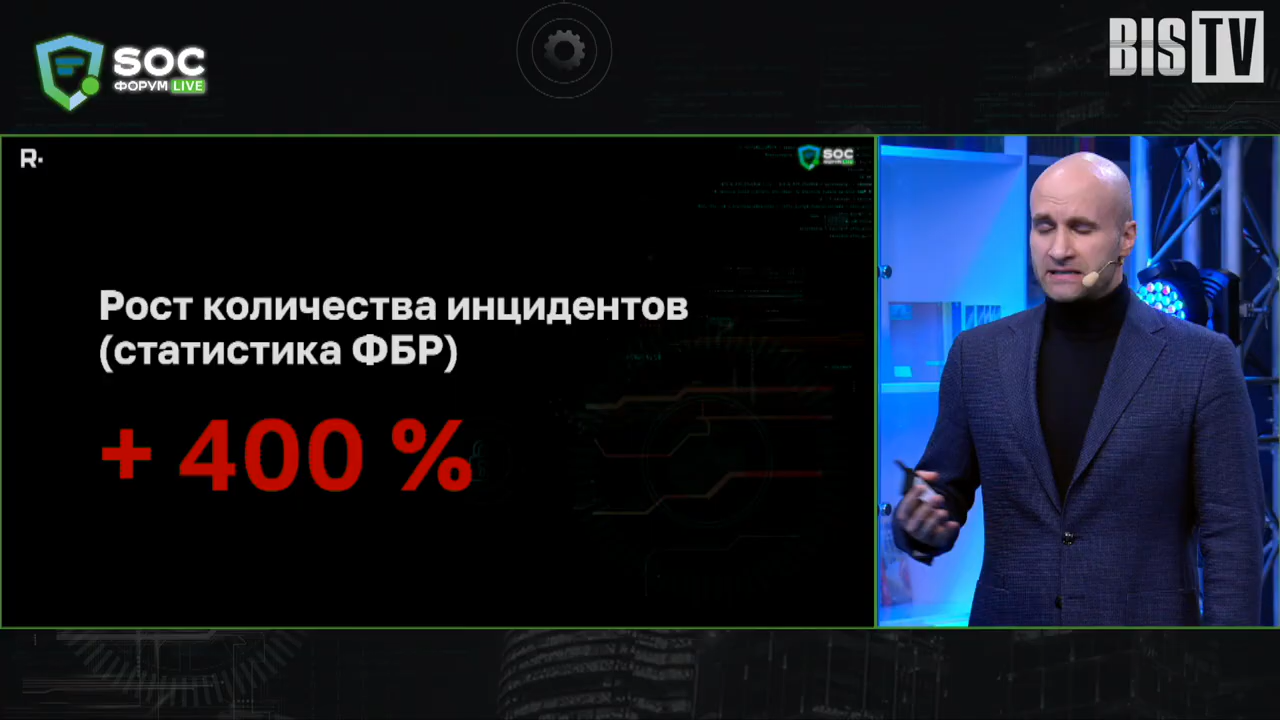 SOC
ФОРУМ LIVE
BIS TV
R·
SOC
Рост количества инцидентов
(статистика ФБР)
+ 400 %